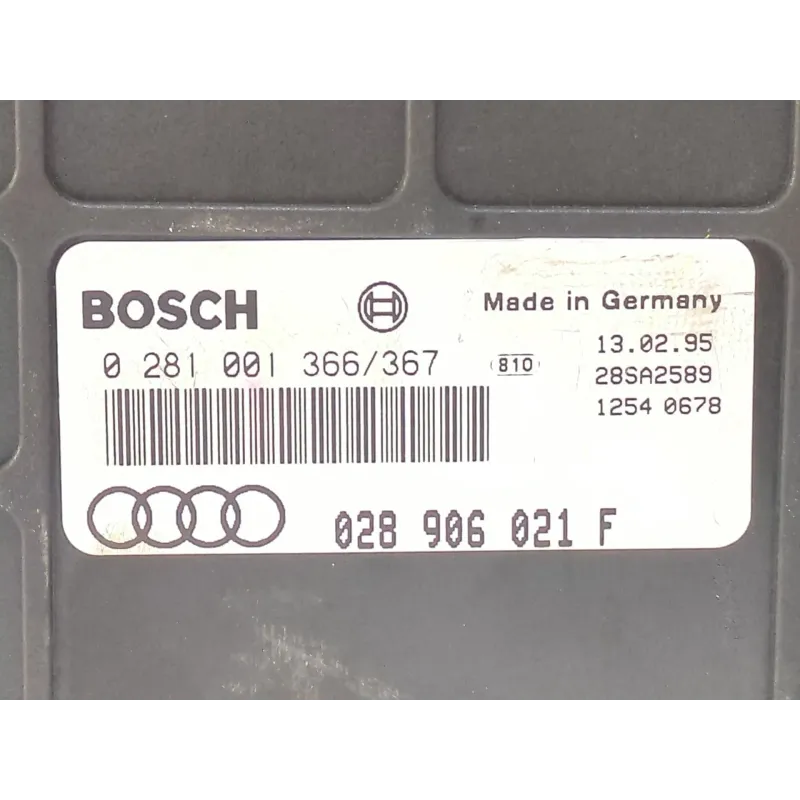 BOSCH
Made in Germany
0 281 001 366/367
810
13.02.95
28SA2589
1254 0678
028 906 021 F